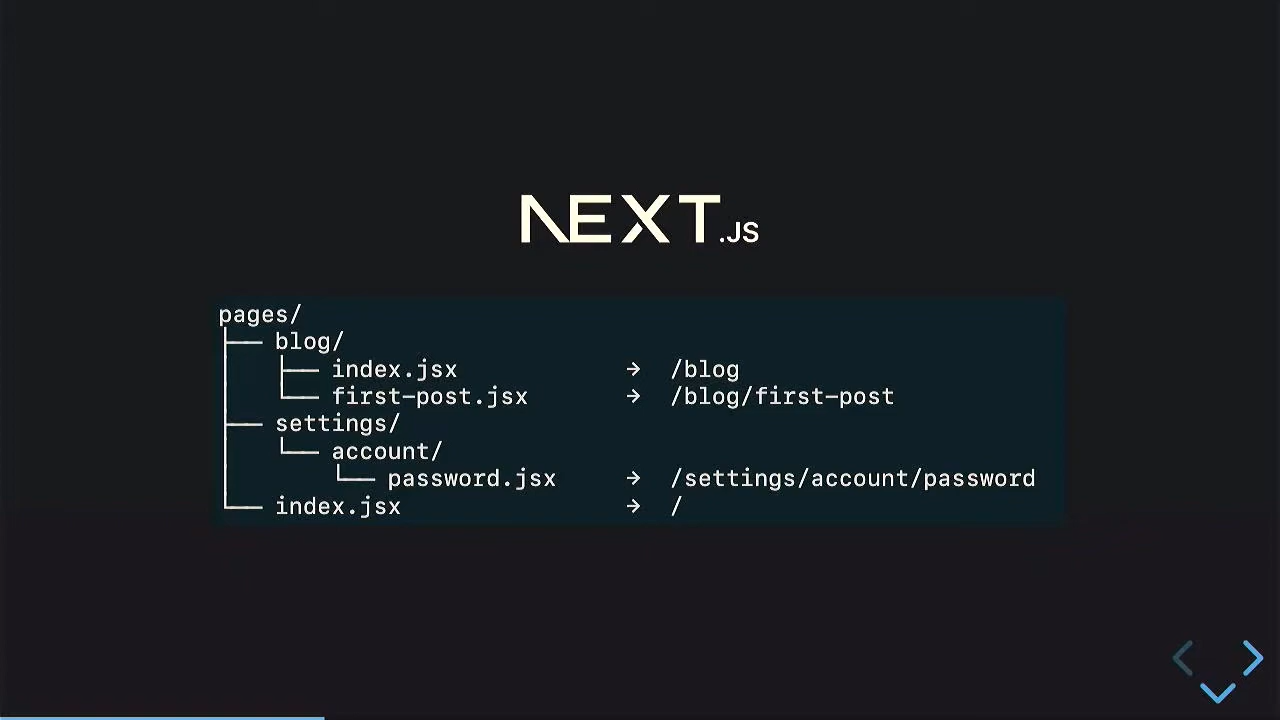 NEXT.JS
pages/
├── blog/
│   ├── index.jsx → /blog
│   └── first-post.jsx → /blog/first-post
├── settings/
│   └── account/
│       └── password.jsx → /settings/account/password
└── index.jsx → /